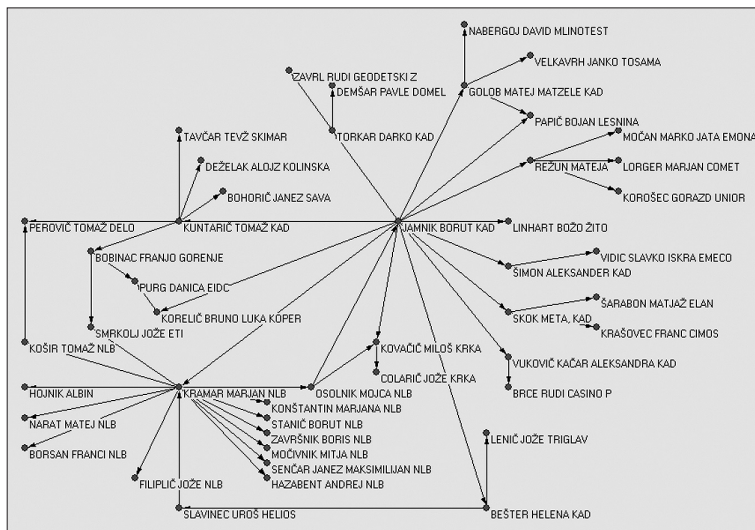 NABERGOJ DAVID MLINOTEST
VELKAVRH JANKO TOSAMA
ZAVRL RUDI GEODETSKI Z
DEMŠAR PAVLE DOMEL
GOLOB MATEJ MATZELE KAD
PAPIČ BOJAN LESNINA
TAVČAR TEVŽ SKIMAR
TORKAR DARKO KAD
MOČAN MARKO JATA EMONA
DEŽELAK ALOJZ KOLINSKA
REŽUN MATEJA
LORGER MARJAN COMET
BOHORIČ JANEZ SAVA
KOROŠEC GORAZD UNIOR
PEROVIČ TOMAŽ DELO
KUNTARIČ TOMAŽ KAD
JAMNIK BORUT KAD
LINHART BOŽO ŽITO
BOBINAC FRANJO GORENJE
VIDIC SLAVKO ISKRA EMECO
ŠIMON ALEKSANDER KAD
PURG DANICA EIDC
ŠARABON MATJAŽ ELAN
KORELIČ BRUNO LUKA KOPER
SKOK META, KAD
SMRKOLJ JOŽE ETI
KRAŠOVEC FRANC CIMOS
KOŠIR TOMAŽ NLB
KOVAČIČ MILOŠ KRKA
VUKOVIČ KAČAR ALEKSANDRA KAD
COLARIČ JOŽE KRKA
HOJNIK ALBIN
KRAMAR MARJAN NLB
OSOLNIK MOJCA NLB
BRCE RUDI CASINO P
KONŠTANTIN MARJANA NLB
NARAT MATEJ NLB
STANIČ BORUT NLB
ZAVRŠNIK BORIS NLB
LENIČ JOŽE TRIGLAV
BORSAN FRANCI NLB
MOČIVNIK MITJA NLB
SENČAR JANEZ MAKSIMILIJAN NLB
FILIPLIČ JOŽE NLB
HAZABENT ANDREJ NLB
SLAVINEC UROŠ HELIOS
BEŠTER HELENA KAD